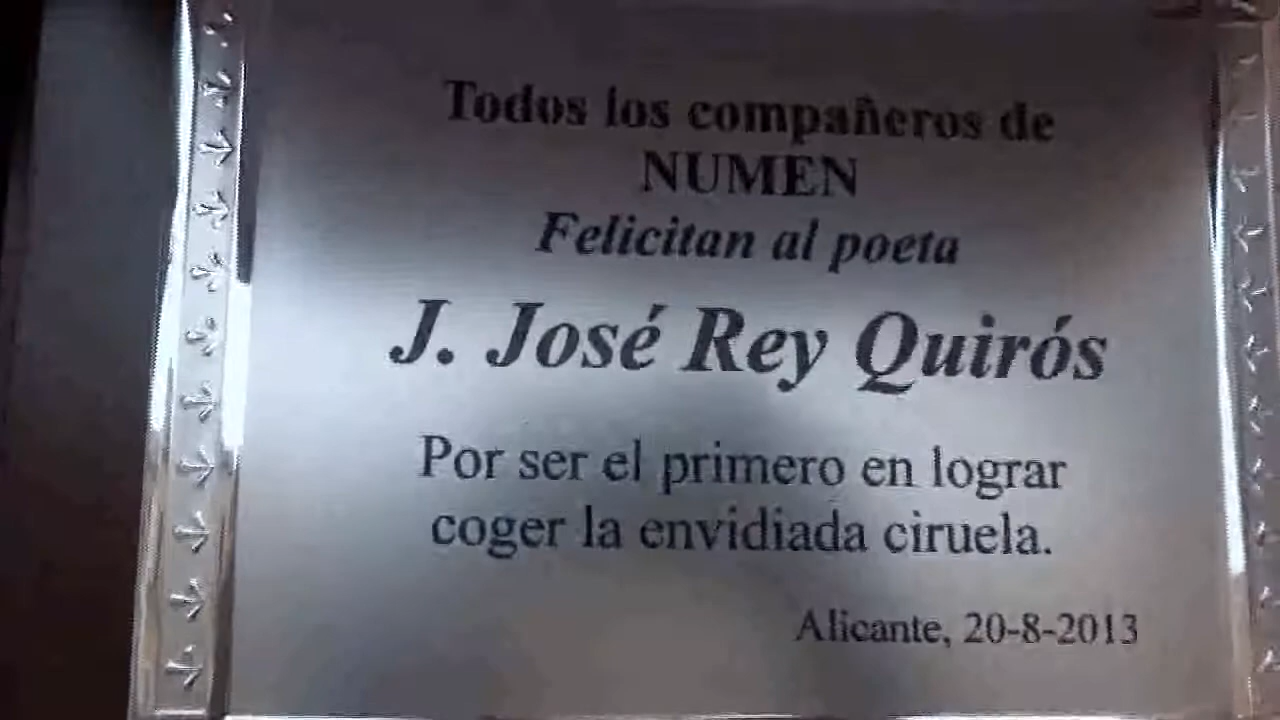 Todos los compañeros de
NUMEN
Felicitan al poeta
J. José Rey Quirós
Por ser el primero en lograr
coger la envidiada ciruela.
Alicante, 20-8-2013